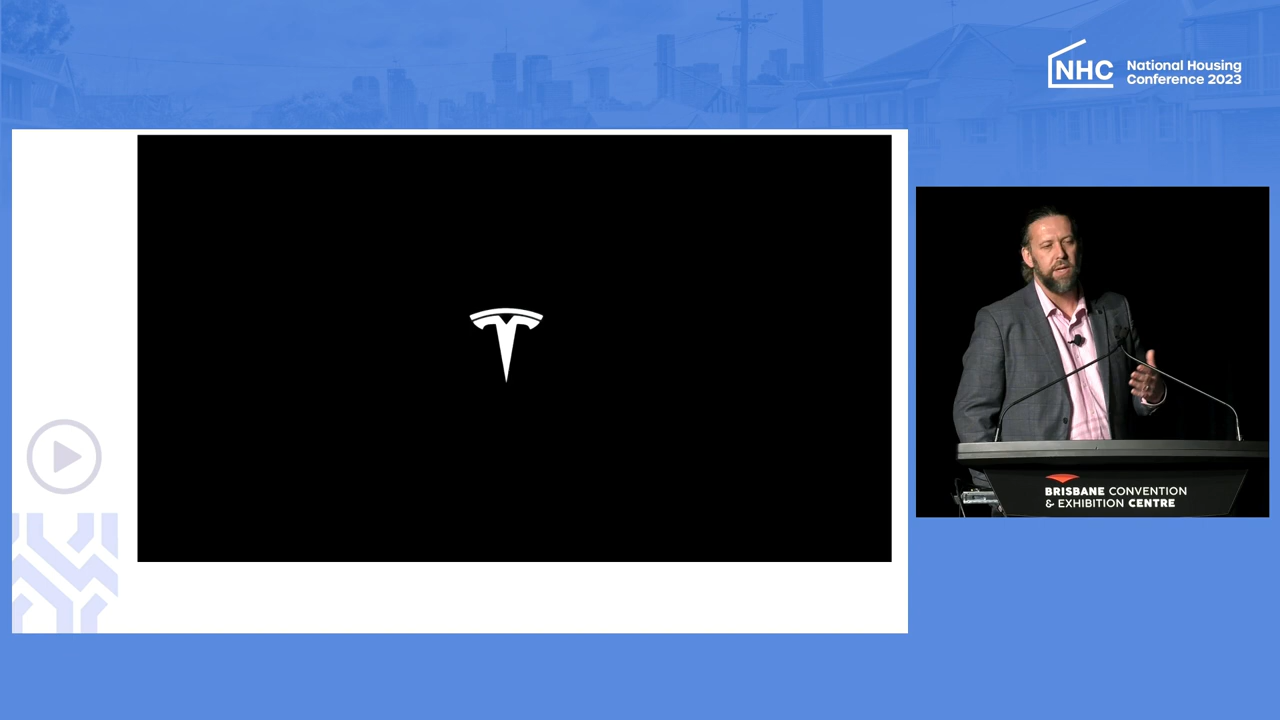 NHC
National Housing
Conference 2023
BRISBANE CONVENTION
& EXHIBITION CENTRE